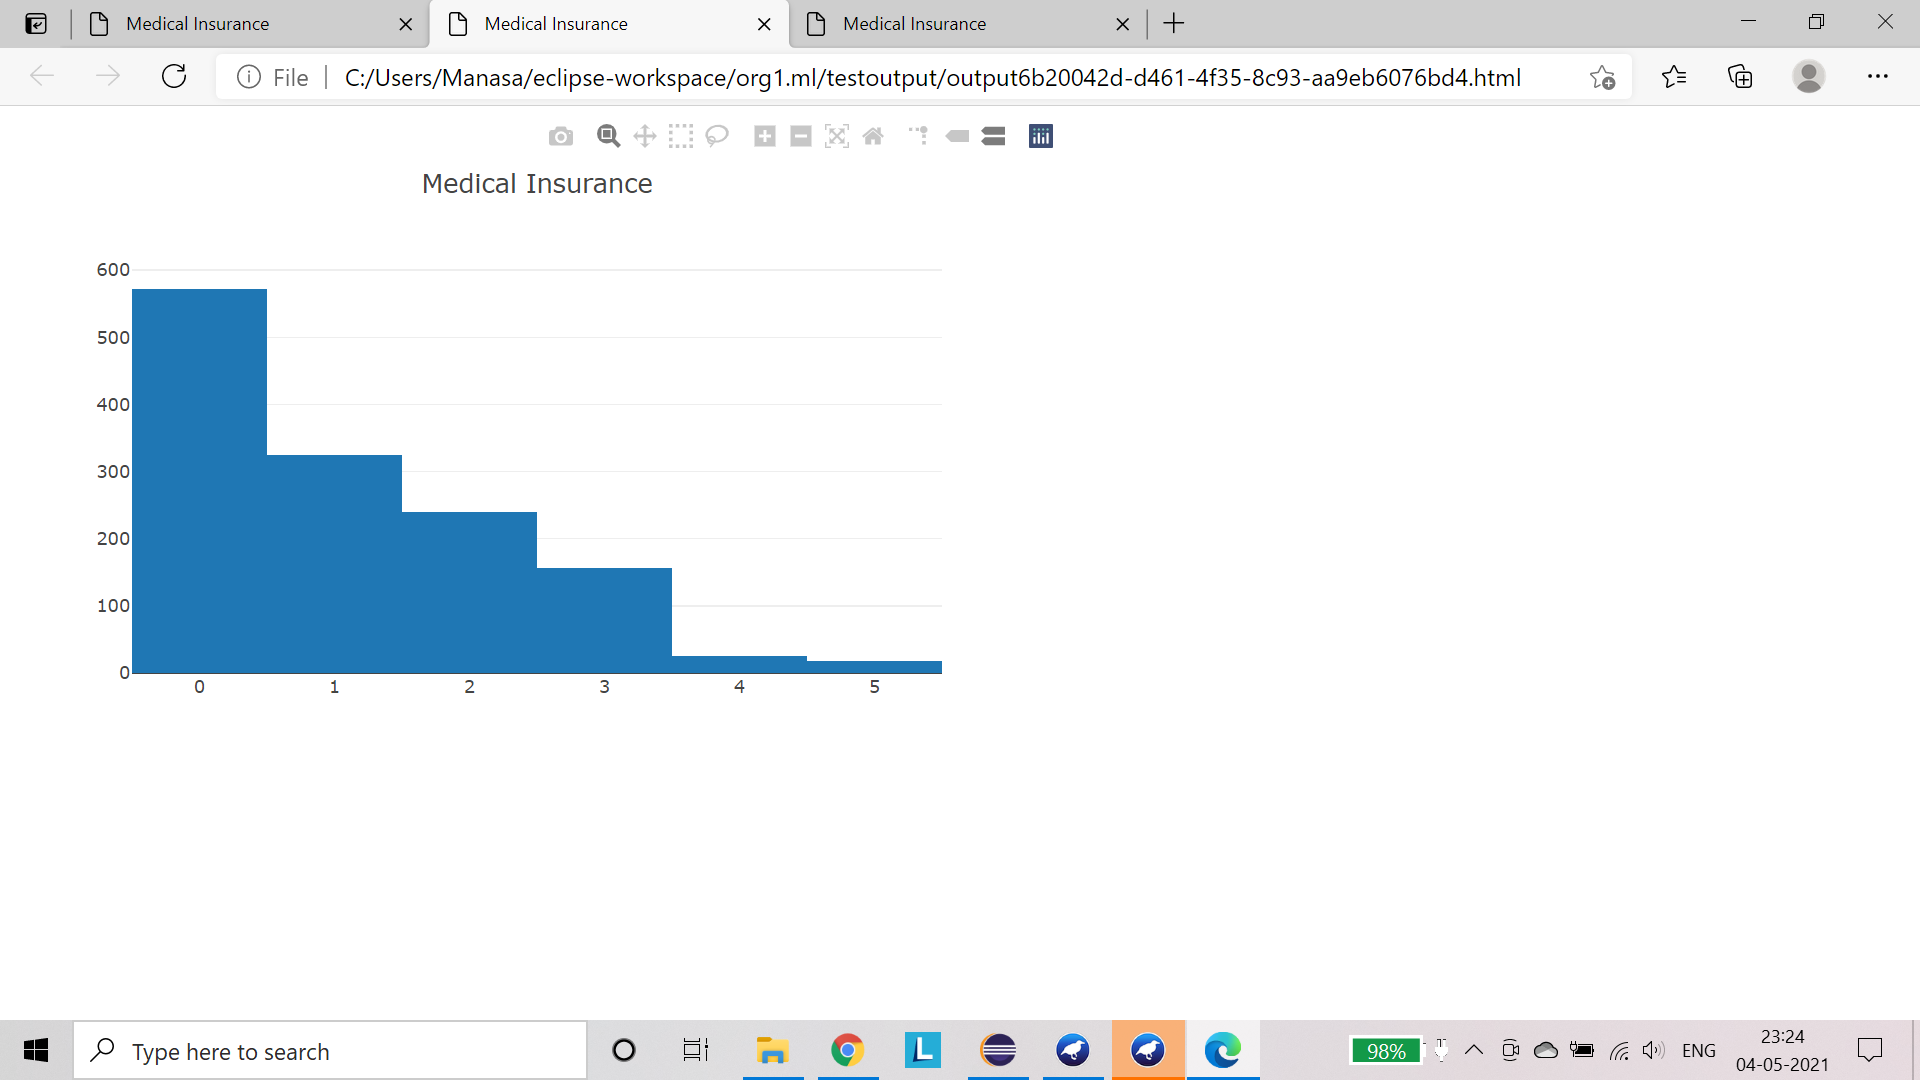 Medical Insurance
Medical Insurance
Medical Insurance
File
C:/Users/Manasa/eclipse-workspace/org1.ml/testoutput/output6b20042d-d461-4f35-8c93-aa9eb6076bd4.html
Medical Insurance
600
500
400
300
200
100
0
0 1 2 3 4 5
Type here to search
L
98%
ENG
23:24
04-05-2021